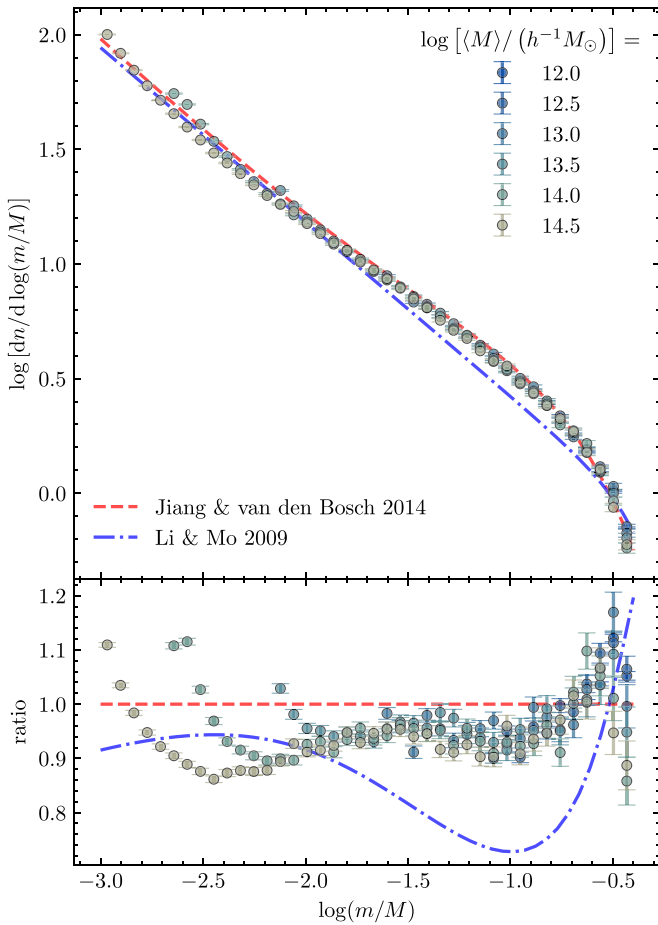 log [⟨M⟩/ (h⁻¹M⊙)] =
12.0
12.5
13.0
13.5
14.0
14.5
2.0
1.5
1.0
0.5
0.0
log [dn/d log(m/M)]
Jiang & van den Bosch 2014
Li & Mo 2009
1.2
1.1
1.0
0.9
0.8
ratio
−3.0 −2.5 −2.0 −1.5 −1.0 −0.5
log(m/M)